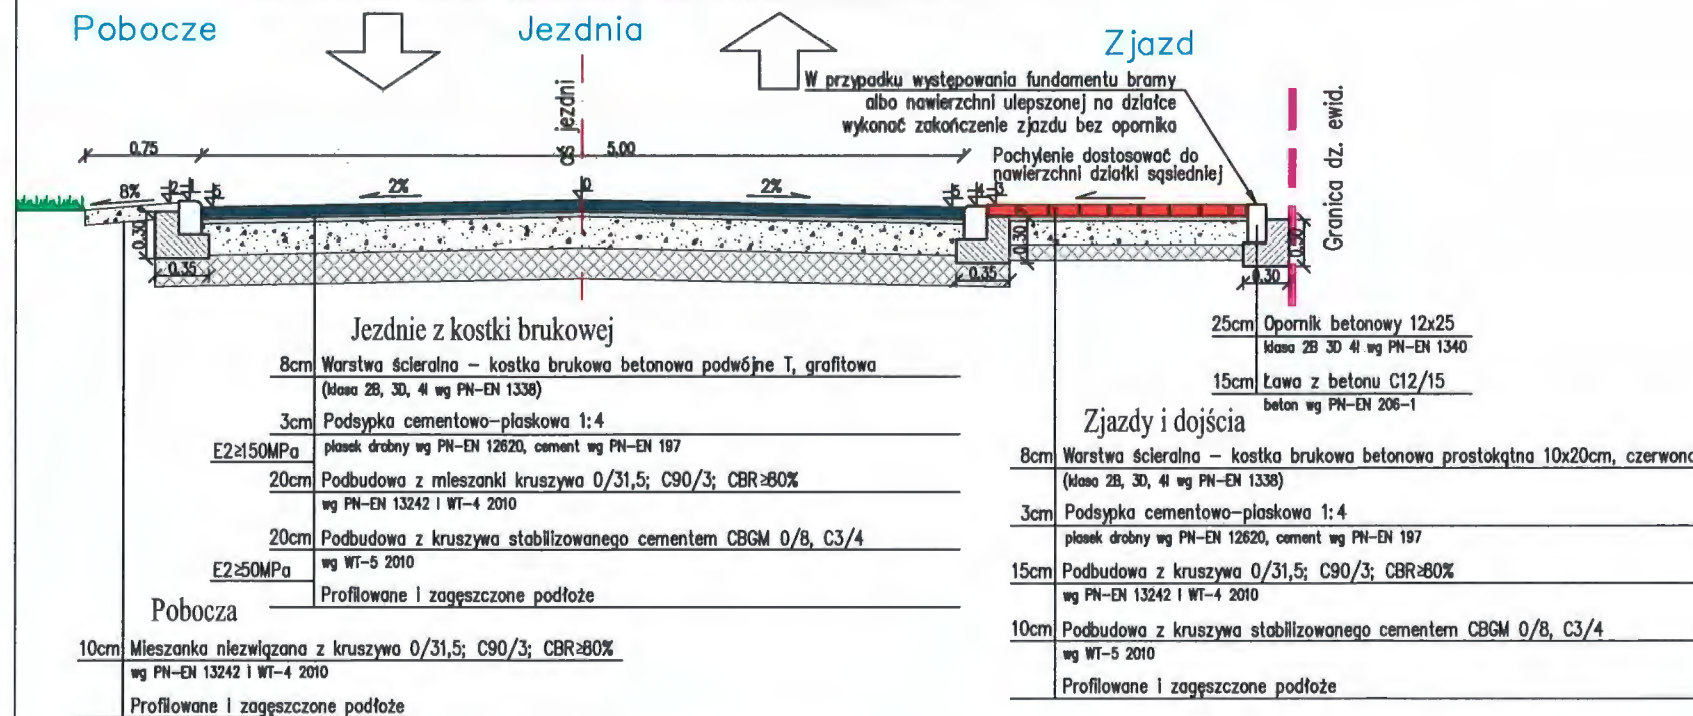 Pobocze
Jezdnia
Zjazd
oś jezdni
W przypadku występowania fundamentu bramy
albo nawierzchni ulepszonej na działce
wykonać zakończenie zjazdu bez opornika
Pochylenie dostosować do
nawierzchni działki sąsiedniej
Granica dz. ewid.
0.75
5.00
8%
-2
-1
-5
2%
0
2%
-5
-4
-3
0.30
0.35
0.35
0.30
0.30
0.30
Jezdnie z kostki brukowej
8cm Warstwa ścieralna – kostka brukowa betonowa podwójne T, grafitowa
(klasa 2B, 3D, 4I wg PN-EN 1338)
3cm Podsypka cementowo-piaskowa 1:4
piasek drobny wg PN-EN 12620, cement wg PN-EN 197
E2≥150MPa
20cm Podbudowa z mieszanki kruszywa 0/31,5; C90/3; CBR≥80%
wg PN-EN 13242 i WT-4 2010
20cm Podbudowa z kruszywa stabilizowanego cementem CBGM 0/8, C3/4
wg WT-5 2010
E2≥50MPa
Profilowane i zagęszczone podłoże
Pobocza
10cm Mieszanka niezwiązana z kruszywa 0/31,5; C90/3; CBR≥80%
wg PN-EN 13242 i WT-4 2010
Profilowane i zagęszczone podłoże
25cm Opornik betonowy 12x25
klasa 2B 3D 4I wg PN-EN 1340
15cm Ława z betonu C12/15
beton wg PN-EN 206-1
Zjazdy i dojścia
8cm Warstwa ścieralna – kostka brukowa betonowa prostokątna 10x20cm, czerwona
(klasa 2B, 3D, 4I wg PN-EN 1338)
3cm Podsypka cementowo-piaskowa 1:4
piasek drobny wg PN-EN 12620, cement wg PN-EN 197
15cm Podbudowa z kruszywa 0/31,5; C90/3; CBR≥80%
wg PN-EN 13242 i WT-4 2010
10cm Podbudowa z kruszywa stabilizowanego cementem CBGM 0/8, C3/4
wg WT-5 2010
Profilowane i zagęszczone podłoże